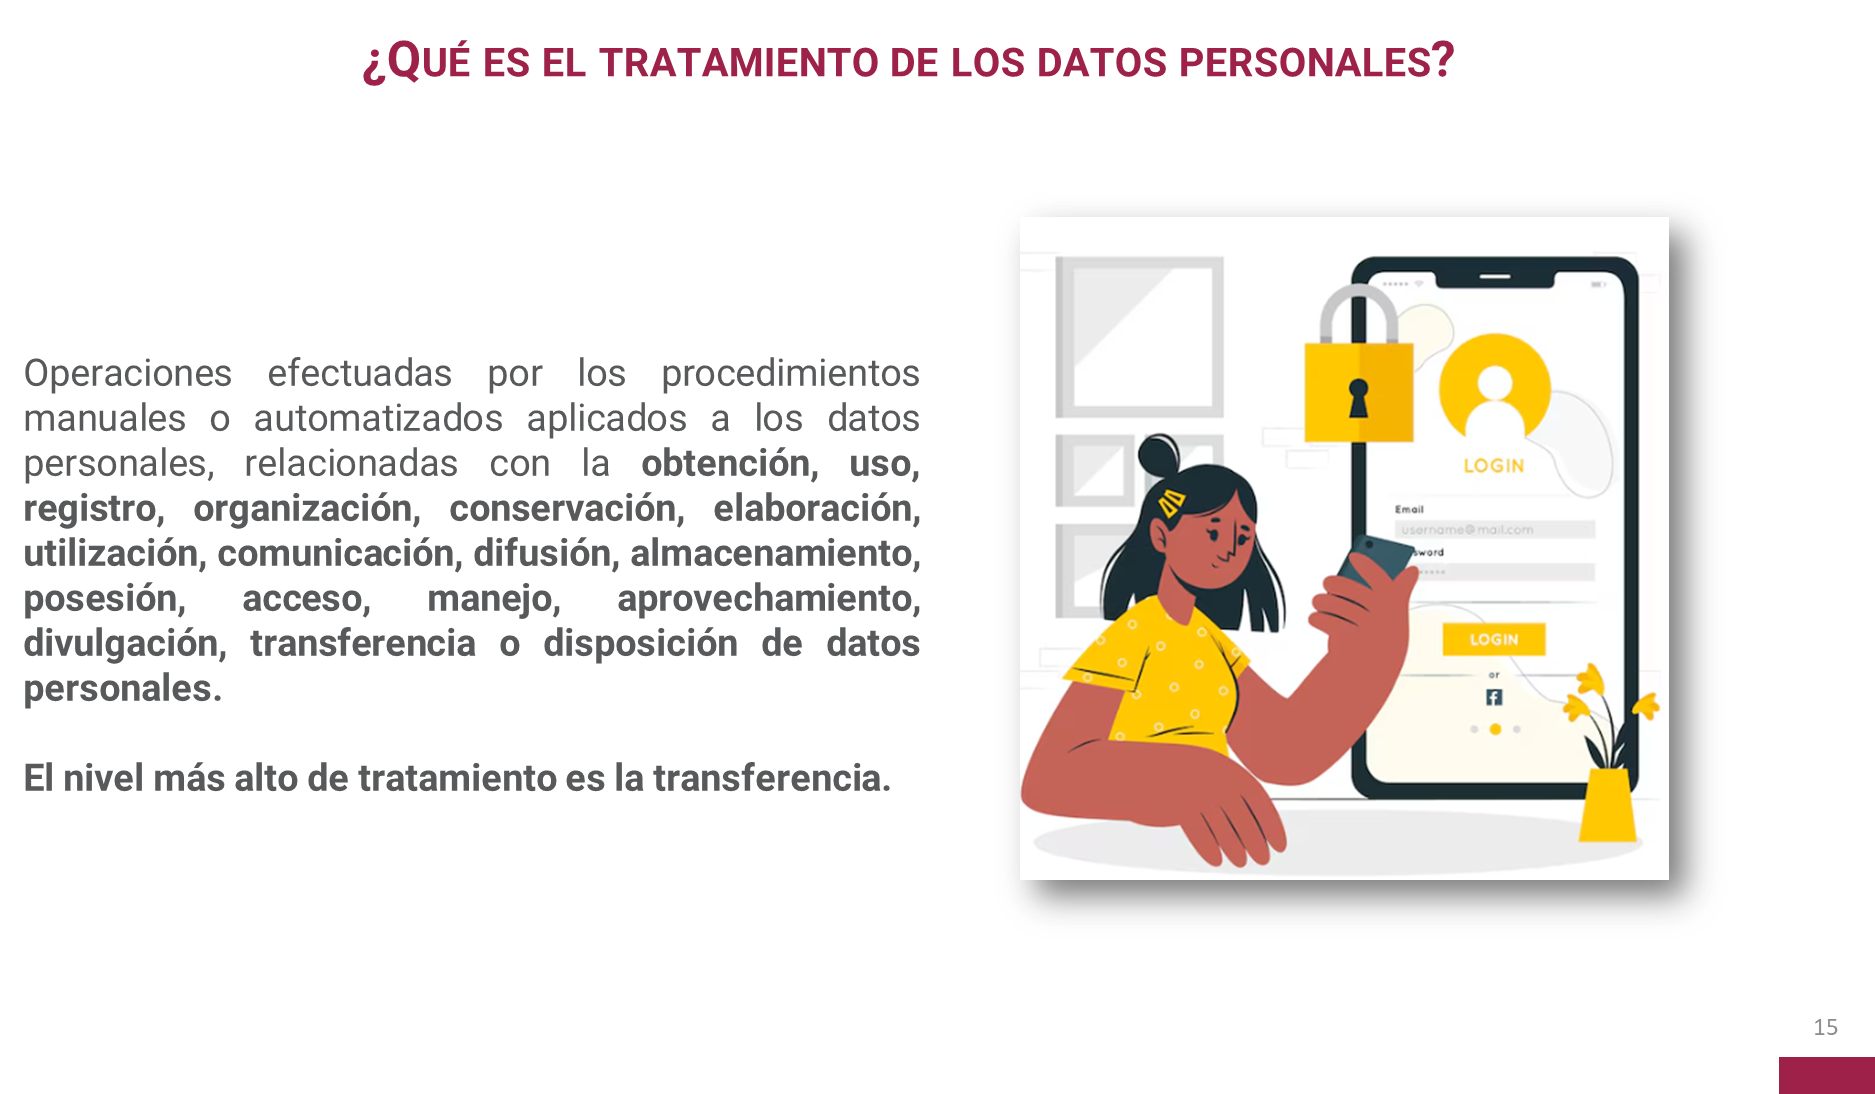 ¿QUÉ ES EL TRATAMIENTO DE LOS DATOS PERSONALES?
Operaciones efectuadas por los procedimientos
manuales o automatizados aplicados a los datos
personales, relacionadas con la obtención, uso,
registro, organización, conservación, elaboración,
utilización, comunicación, difusión, almacenamiento,
posesión, acceso, manejo, aprovechamiento,
divulgación, transferencia o disposición de datos
personales.
El nivel más alto de tratamiento es la transferencia.
LOGIN
Email
username@mail.com
sword
LOGIN
or
f
15